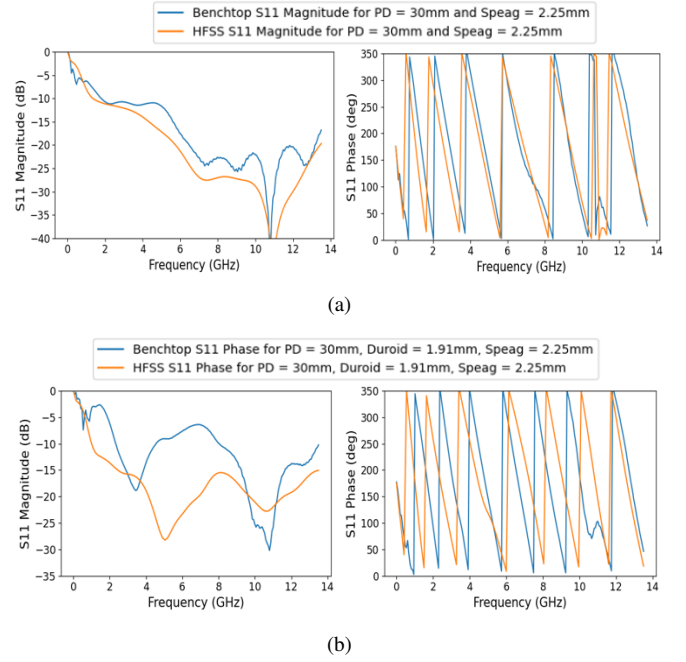 Benchtop S11 Magnitude for PD = 30mm and Speag = 2.25mm
HFSS S11 Magnitude for PD = 30mm and Speag = 2.25mm
S11 Magnitude (dB)
0
−5
−10
−15
−20
−25
−30
−35
−40
0 2 4 6 8 10 12 14
Frequency (GHz)
S11 Phase (deg)
350
300
250
200
150
100
50
0
0 2 4 6 8 10 12 14
Frequency (GHz)
(a)
Benchtop S11 Phase for PD = 30mm, Duroid = 1.91mm, Speag = 2.25mm
HFSS S11 Phase for PD = 30mm, Duroid = 1.91mm, Speag = 2.25mm
S11 Magnitude (dB)
0
−5
−10
−15
−20
−25
−30
−35
0 2 4 6 8 10 12 14
Frequency (GHz)
S11 Phase (deg)
350
300
250
200
150
100
50
0
0 2 4 6 8 10 12 14
Frequency (GHz)
(b)